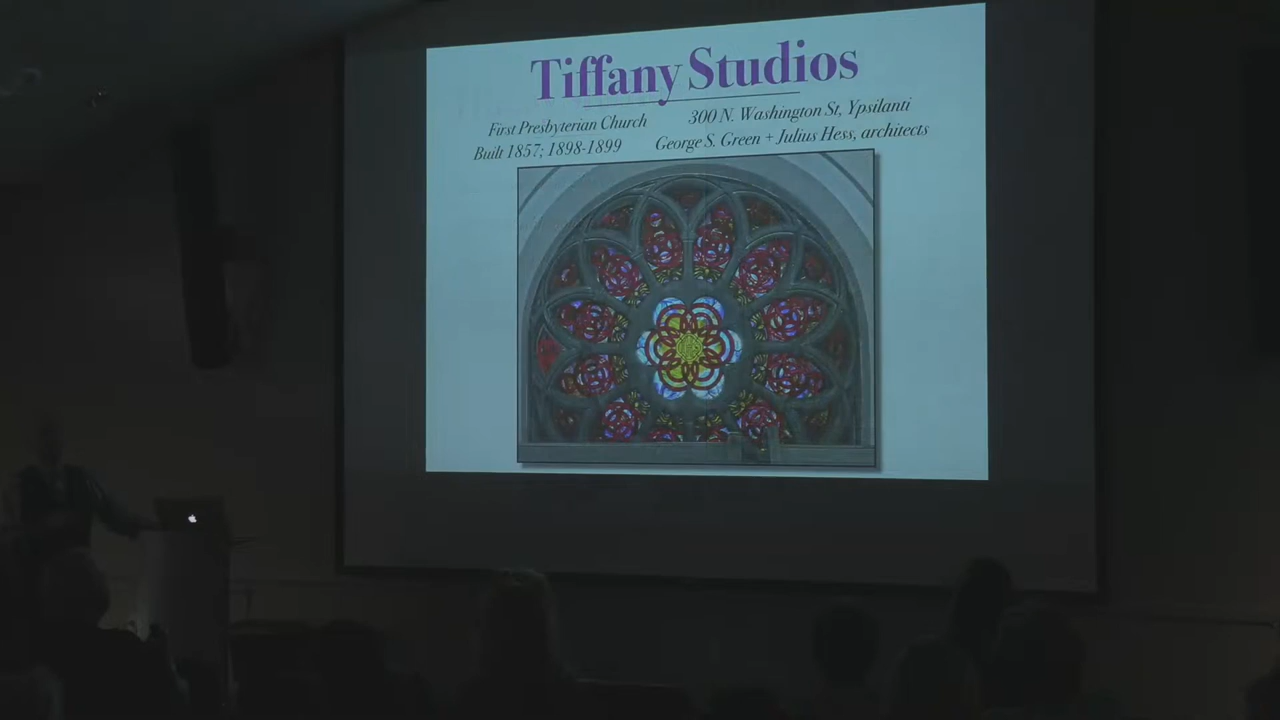 Tiffany Studios
First Presbyterian Church 300 N. Washington St, Ypsilanti
Built 1857; 1898-1899 George S. Green + Julius Hess, architects